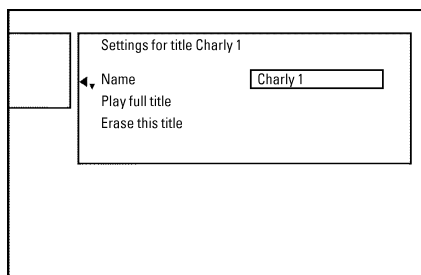 Settings for title Charly 1
Name Charly 1
Play full title
Erase this title